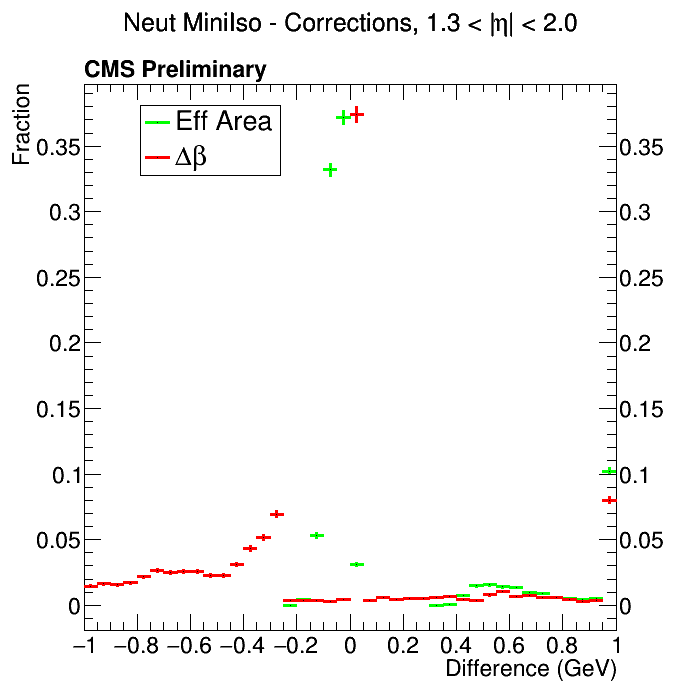 Neut MiniIso - Corrections, 1.3 < |η| < 2.0
CMS Preliminary
Fraction
Eff Area
Δβ
0.35 0.35
0.3 0.3
0.25 0.25
0.2 0.2
0.15 0.15
0.1 0.1
0.05 0.05
0 0
−1 −0.8 −0.6 −0.4 −0.2 0 0.2 0.4 0.6 0.8 1
Difference (GeV)